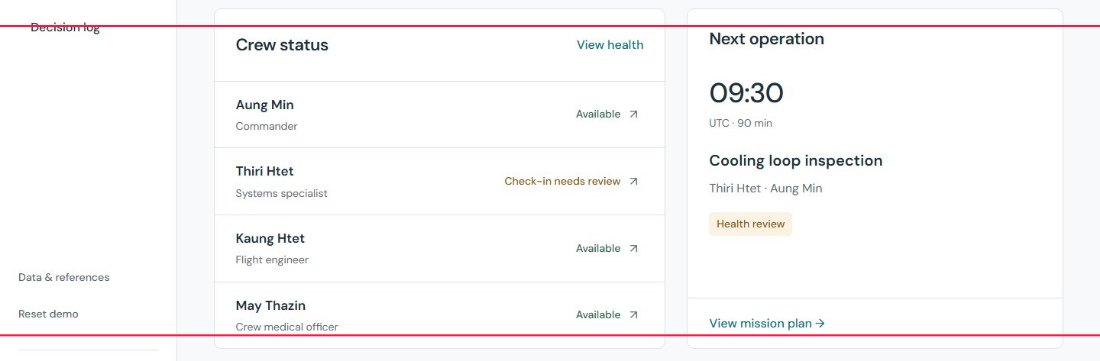 Decision log
Data & references
Reset demo
Crew status
View health
Aung Min
Commander
Available
Thiri Htet
Systems specialist
Check-in needs review
Kaung Htet
Flight engineer
Available
May Thazin
Crew medical officer
Available
Next operation
09:30
UTC · 90 min
Cooling loop inspection
Thiri Htet · Aung Min
Health review
View mission plan →